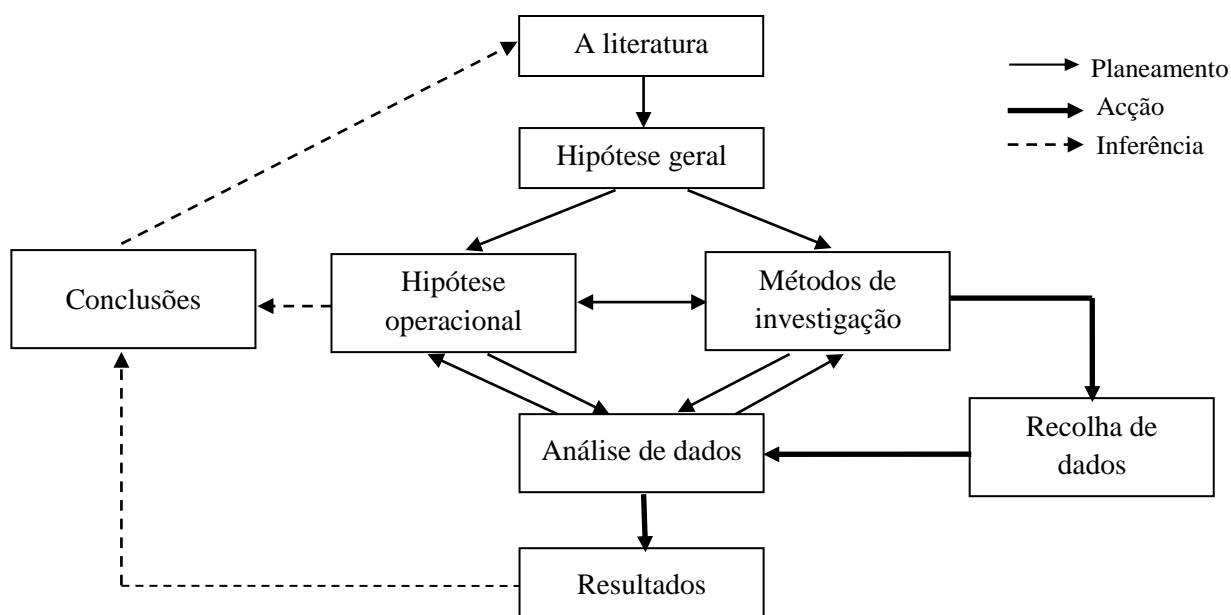 A literatura
Planeamento
Acção
Inferência
Hipótese geral
Conclusões
Hipótese
operacional
Métodos de
investigação
Análise de dados
Recolha de
dados
Resultados